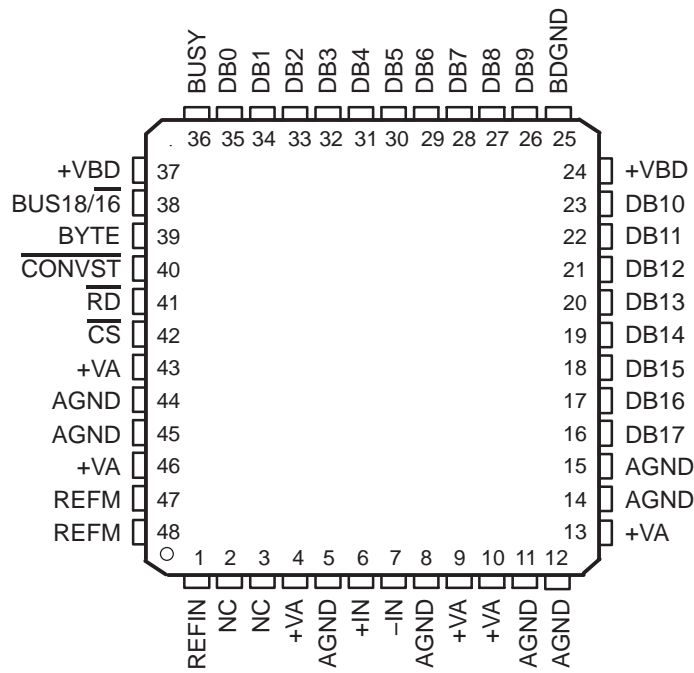 BUSY DB0 DB1 DB2 DB3 DB4 DB5 DB6 DB7 DB8 DB9 BDGND
36 35 34 33 32 31 30 29 28 27 26 25
+VBD 37 24 +VBD
BUS18/1̅6̅ 38 23 DB10
BYTE 39 22 DB11
C̅O̅N̅V̅S̅T̅ 40 21 DB12
R̅D̅ 41 20 DB13
C̅S̅ 42 19 DB14
+VA 43 18 DB15
AGND 44 17 DB16
AGND 45 16 DB17
+VA 46 15 AGND
REFM 47 14 AGND
REFM 48 13 +VA
1 2 3 4 5 6 7 8 9 10 11 12
REFIN NC NC +VA AGND +IN −IN AGND +VA +VA AGND AGND